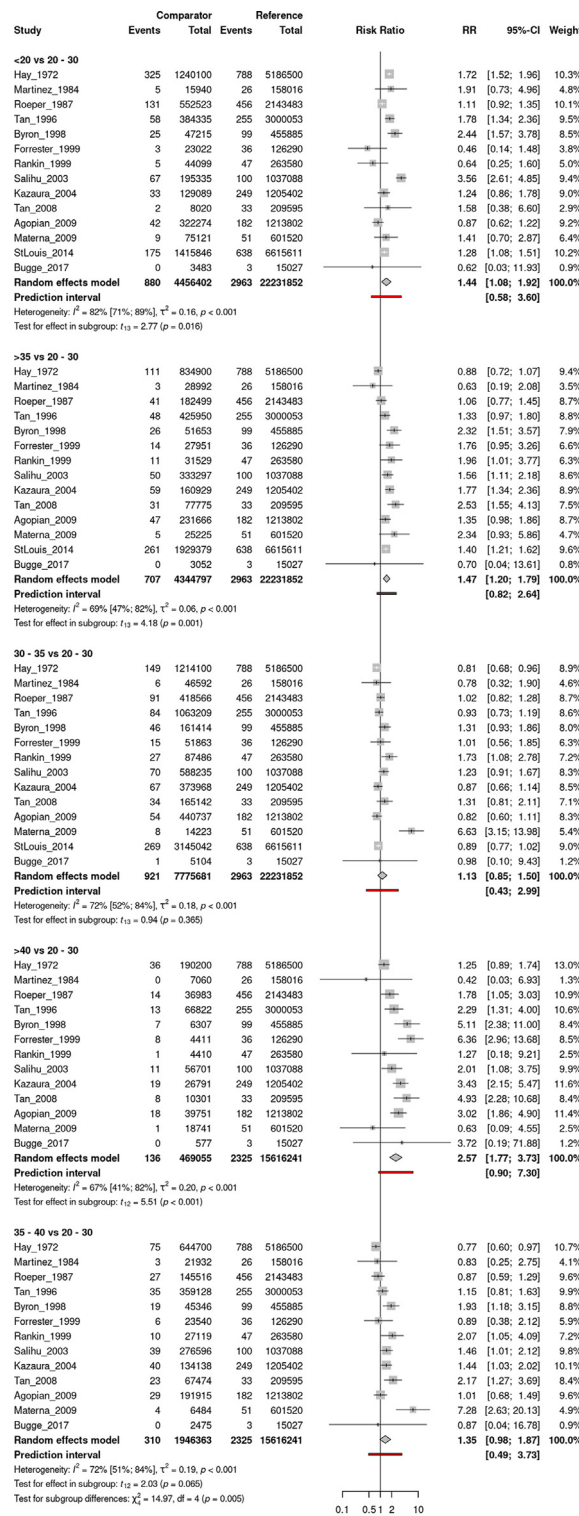 Comparator Reference
Study Events Total Events Total Risk Ratio RR 95%-CI Weight
<20 vs 20 - 30
Hay_1972 325 1240100 788 5186500 1.72 [1.52; 1.96] 10.3%
Martinez_1984 5 15940 26 158016 1.91 [0.73; 4.96] 4.8%
Roeper_1987 131 552523 456 2143483 1.11 [0.92; 1.35] 10.1%
Tan_1996 58 384335 255 3000053 1.78 [1.34; 2.36] 9.7%
Byron_1998 25 47215 99 455885 2.44 [1.57; 3.78] 8.7%
Forrester_1999 3 23022 36 126290 0.46 [0.14; 1.48] 3.8%
Rankin_1999 5 44099 47 263580 0.64 [0.25; 1.60] 4.9%
Salihu_2003 67 195335 100 1037088 3.56 [2.61; 4.85] 9.6%
Kazaura_2004 33 129089 249 1205402 1.24 [0.86; 1.78] 9.2%
Tan_2008 2 8020 33 209595 1.58 [0.38; 6.60] 2.9%
Agopian_2009 42 322274 182 1213802 0.87 [0.62; 1.22] 9.4%
Materna_2009 9 75121 51 601520 1.41 [0.70; 2.87] 6.4%
StLouis_2014 175 1415846 638 6615611 1.28 [1.08; 1.51] 10.2%
Bugge_2017 0 3483 3 15027 0.62 [0.03; 11.93] 0.9%
Random effects model 880 4456402 2963 22231852 1.44 [1.08; 1.92] 100.0%
Prediction interval [0.58; 3.60]
Heterogeneity: I² = 82% [71%; 89%], τ² = 0.16, p < 0.001
Test for effect in subgroup: t₁₃ = 2.77 (p = 0.016)
>35 vs 20 - 30
Hay_1972 111 834900 788 5186500 0.88 [0.72; 1.07] 9.4%
Martinez_1984 3 28992 26 158016 0.63 [0.19; 2.08] 3.5%
Roeper_1987 41 182499 456 2143483 1.06 [0.77; 1.45] 8.6%
Tan_1996 48 425950 255 3000053 1.33 [0.97; 1.80] 8.7%
Byron_1998 26 51653 99 455885 2.32 [1.51; 3.57] 7.9%
Forrester_1999 14 27951 36 126290 1.76 [0.95; 3.26] 6.6%
Rankin_1999 11 31529 47 263580 1.96 [1.01; 3.77] 6.3%
Salihu_2003 50 333297 100 1037088 1.56 [1.11; 2.18] 8.5%
Kazaura_2004 59 160929 249 1205402 1.77 [1.34; 2.36] 8.8%
Tan_2008 31 77775 33 209595 2.53 [1.55; 4.13] 7.5%
Agopian_2009 47 231666 182 1213802 1.35 [0.98; 1.86] 8.6%
Materna_2009 5 25225 51 601520 2.34 [0.93; 5.86] 4.7%
StLouis_2014 261 1929379 638 6615611 1.40 [1.21; 1.62] 9.6%
Bugge_2017 0 3052 3 15027 0.70 [0.04; 13.61] 0.9%
Random effects model 707 4344797 2963 22231852 1.47 [1.20; 1.79] 100.0%
Prediction interval [0.82; 2.64]
Heterogeneity: I² = 69% [47%; 82%], τ² = 0.06, p < 0.001
Test for effect in subgroup: t₁₃ = 4.18 (p = 0.001)
30 - 35 vs 20 - 30
Hay_1972 149 1214100 788 5186500 0.81 [0.68; 0.96] 8.9%
Martinez_1984 6 46592 26 158016 0.78 [0.32; 1.90] 4.7%
Roeper_1987 91 418566 456 2143483 1.02 [0.82; 1.28] 8.7%
Tan_1996 84 1063209 255 3000053 0.93 [0.73; 1.19] 8.6%
Byron_1998 46 161414 99 455885 1.31 [0.93; 1.86] 8.0%
Forrester_1999 15 51863 36 126290 1.01 [0.56; 1.85] 6.3%
Rankin_1999 27 87486 47 263580 1.73 [1.08; 2.78] 7.2%
Salihu_2003 70 588235 100 1037088 1.23 [0.91; 1.67] 8.3%
Kazaura_2004 67 373968 249 1205402 0.87 [0.66; 1.14] 8.5%
Tan_2008 34 165142 33 209595 1.31 [0.81; 2.11] 7.1%
Agopian_2009 54 440737 182 1213802 0.82 [0.60; 1.11] 8.2%
Materna_2009 8 14223 51 601520 6.63 [3.15; 13.98] 5.4%
StLouis_2014 269 3145042 638 6615611 0.89 [0.77; 1.02] 9.0%
Bugge_2017 1 5104 3 15027 0.98 [0.10; 9.43] 1.2%
Random effects model 921 7775681 2963 22231852 1.13 [0.85; 1.50] 100.0%
Prediction interval [0.43; 2.99]
Heterogeneity: I² = 72% [52%; 84%], τ² = 0.18, p < 0.001
Test for effect in subgroup: t₁₃ = 0.94 (p = 0.365)
>40 vs 20 - 30
Hay_1972 36 190200 788 5186500 1.25 [0.89; 1.74] 13.0%
Martinez_1984 0 7060 26 158016 0.42 [0.03; 6.93] 1.3%
Roeper_1987 14 36983 456 2143483 1.78 [1.05; 3.03] 10.9%
Tan_1996 13 66822 255 3000053 2.29 [1.31; 4.00] 10.6%
Byron_1998 7 6307 99 455885 5.11 [2.38; 11.00] 8.4%
Forrester_1999 8 4411 36 126290 6.36 [2.96; 13.68] 8.4%
Rankin_1999 1 4410 47 263580 1.27 [0.18; 9.21] 2.5%
Salihu_2003 11 56701 100 1037088 2.01 [1.08; 3.75] 9.9%
Kazaura_2004 19 26791 249 1205402 3.43 [2.15; 5.47] 11.6%
Tan_2008 8 10301 33 209595 4.93 [2.28; 10.68] 8.3%
Agopian_2009 18 39751 182 1213802 3.02 [1.86; 4.90] 11.4%
Materna_2009 1 18741 51 601520 0.63 [0.09; 4.55] 2.5%
Bugge_2017 0 577 3 15027 3.72 [0.19; 71.88] 1.2%
Random effects model 136 469055 2325 15616241 2.57 [1.77; 3.73] 100.0%
Prediction interval [0.90; 7.30]
Heterogeneity: I² = 67% [41%; 82%], τ² = 0.20, p < 0.001
Test for effect in subgroup: t₁₂ = 5.51 (p < 0.001)
35 - 40 vs 20 - 30
Hay_1972 75 644700 788 5186500 0.77 [0.60; 0.97] 10.7%
Martinez_1984 3 21932 26 158016 0.83 [0.25; 2.75] 4.1%
Roeper_1987 27 145516 456 2143483 0.87 [0.59; 1.29] 9.6%
Tan_1996 35 359128 255 3000053 1.15 [0.81; 1.63] 9.9%
Byron_1998 19 45346 99 455885 1.93 [1.18; 3.15] 8.8%
Forrester_1999 6 23540 36 126290 0.89 [0.38; 2.12] 6.0%
Rankin_1999 10 27119 47 263580 2.07 [1.05; 4.09] 7.3%
Salihu_2003 39 276596 100 1037088 1.46 [1.01; 2.12] 9.8%
Kazaura_2004 40 134138 249 1205402 1.44 [1.03; 2.02] 10.1%
Tan_2008 23 67474 33 209595 2.17 [1.27; 3.69] 8.5%
Agopian_2009 29 191915 182 1213802 1.01 [0.68; 1.49] 9.6%
Materna_2009 4 6484 51 601520 7.28 [2.63; 20.13] 4.9%
Bugge_2017 0 2475 3 15027 0.87 [0.04; 16.78] 1.0%
Random effects model 310 1946363 2325 15616241 1.35 [0.98; 1.87] 100.0%
Prediction interval [0.49; 3.73]
Heterogeneity: I² = 72% [51%; 84%], τ² = 0.19, p < 0.001
Test for effect in subgroup: t₁₂ = 2.03 (p = 0.065)
Test for subgroup differences: χ²₄ = 14.97, df = 4 (p = 0.005)
0.1 0.5 1 2 10